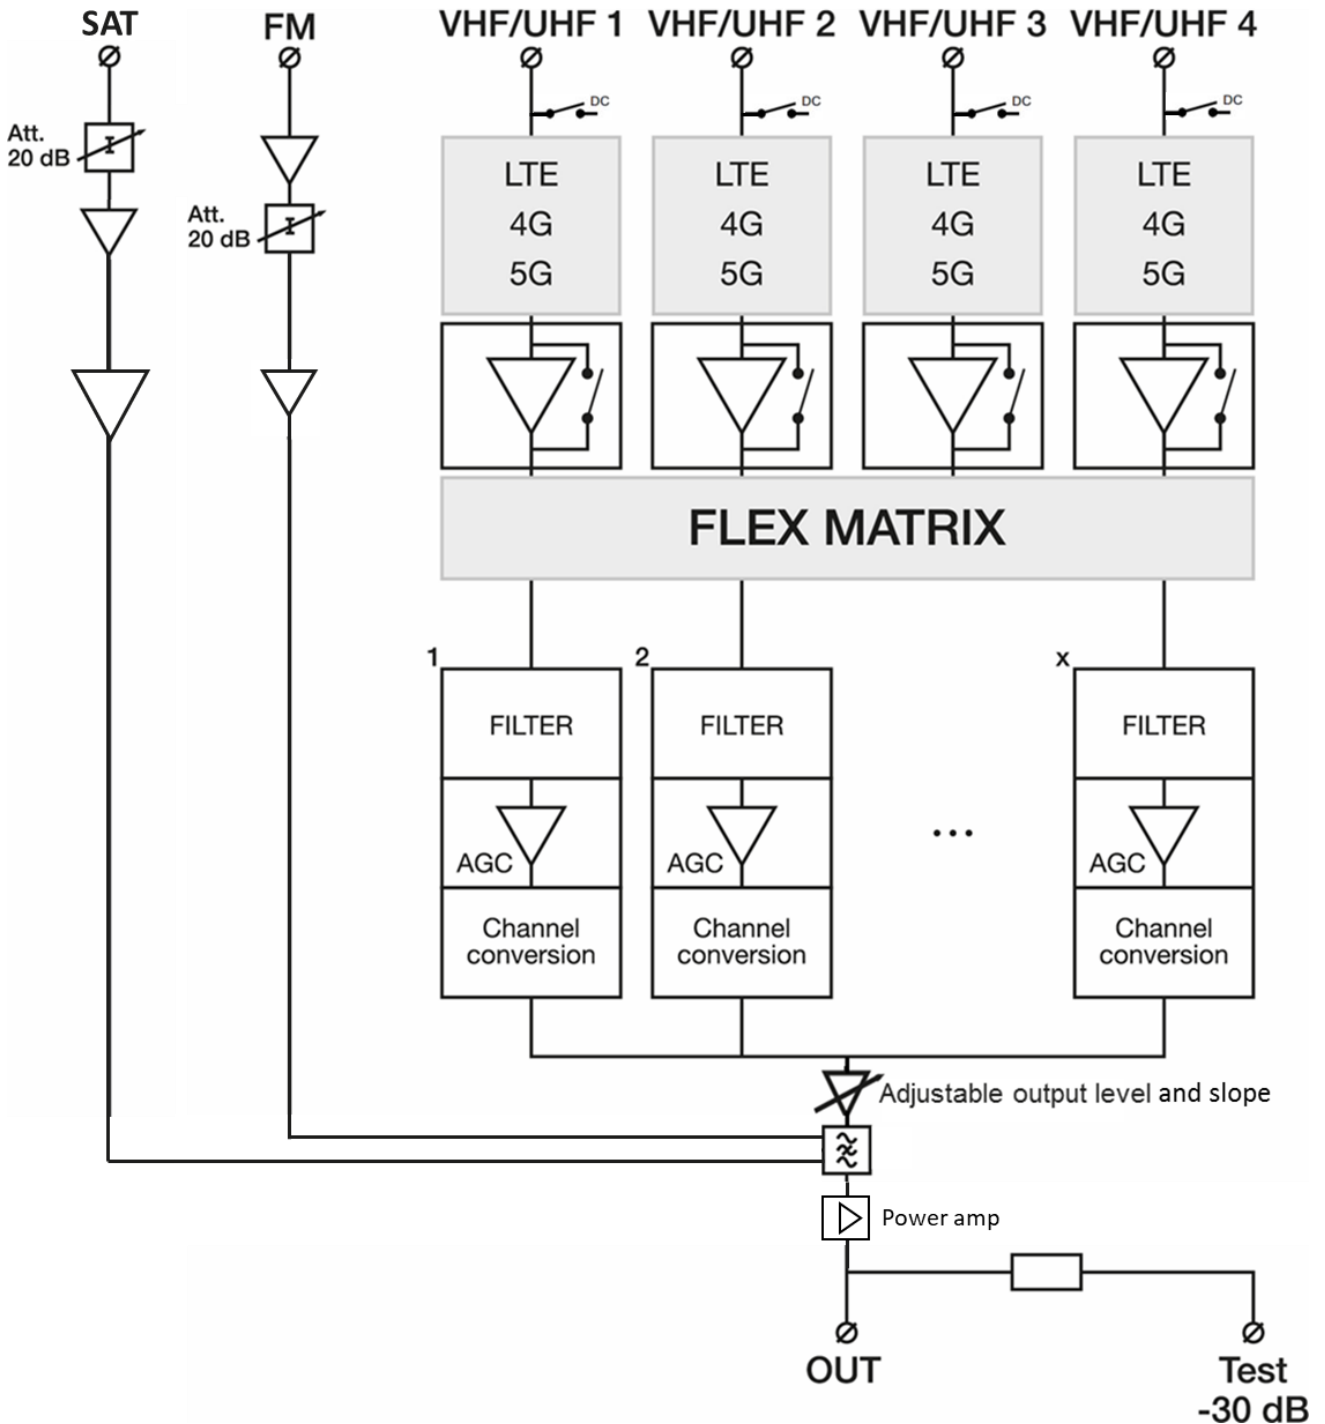 SAT
FM
VHF/UHF 1
VHF/UHF 2
VHF/UHF 3
VHF/UHF 4
DC
DC
DC
DC
Att.
20 dB
Att.
20 dB
LTE
4G
5G
LTE
4G
5G
LTE
4G
5G
LTE
4G
5G
FLEX MATRIX
1
2
x
FILTER
FILTER
FILTER
AGC
AGC
...
AGC
Channel
conversion
Channel
conversion
Channel
conversion
Adjustable output level and slope
Power amp
OUT
Test
-30 dB